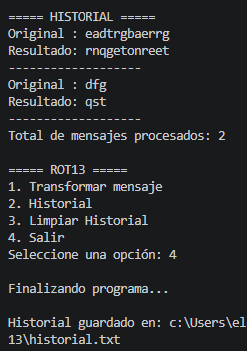 ===== HISTORIAL =====
Original : eadtrgbaerrg
Resultado: rnqgetonreet
-------------------
Original : dfg
Resultado: qst
-------------------
Total de mensajes procesados: 2
===== ROT13 =====
1. Transformar mensaje
2. Historial
3. Limpiar Historial
4. Salir
Seleccione una opción: 4
Finalizando programa...
Historial guardado en: c:\Users\el
13\historial.txt